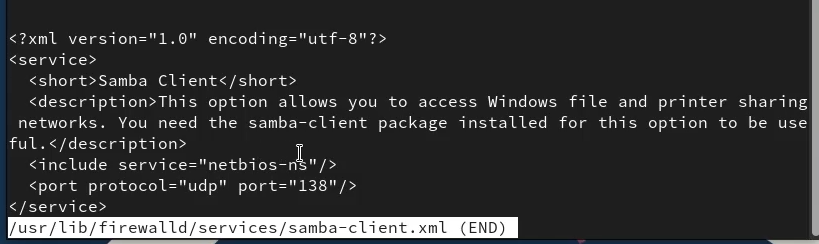 <?xml version="1.0" encoding="utf-8"?>
<service>
  <short>Samba Client</short>
  <description>This option allows you to access Windows file and printer sharing
 networks. You need the samba-client package installed for this option to be use
ful.</description>
  <include service="netbios-ns"/>
  <port protocol="udp" port="138"/>
</service>
/usr/lib/firewalld/services/samba-client.xml (END)